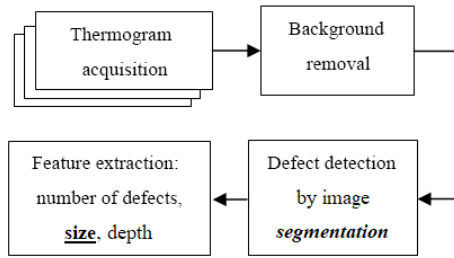 Thermogram
acquisition
Background
removal
Defect detection
by image
segmentation
Feature extraction:
number of defects,
size, depth